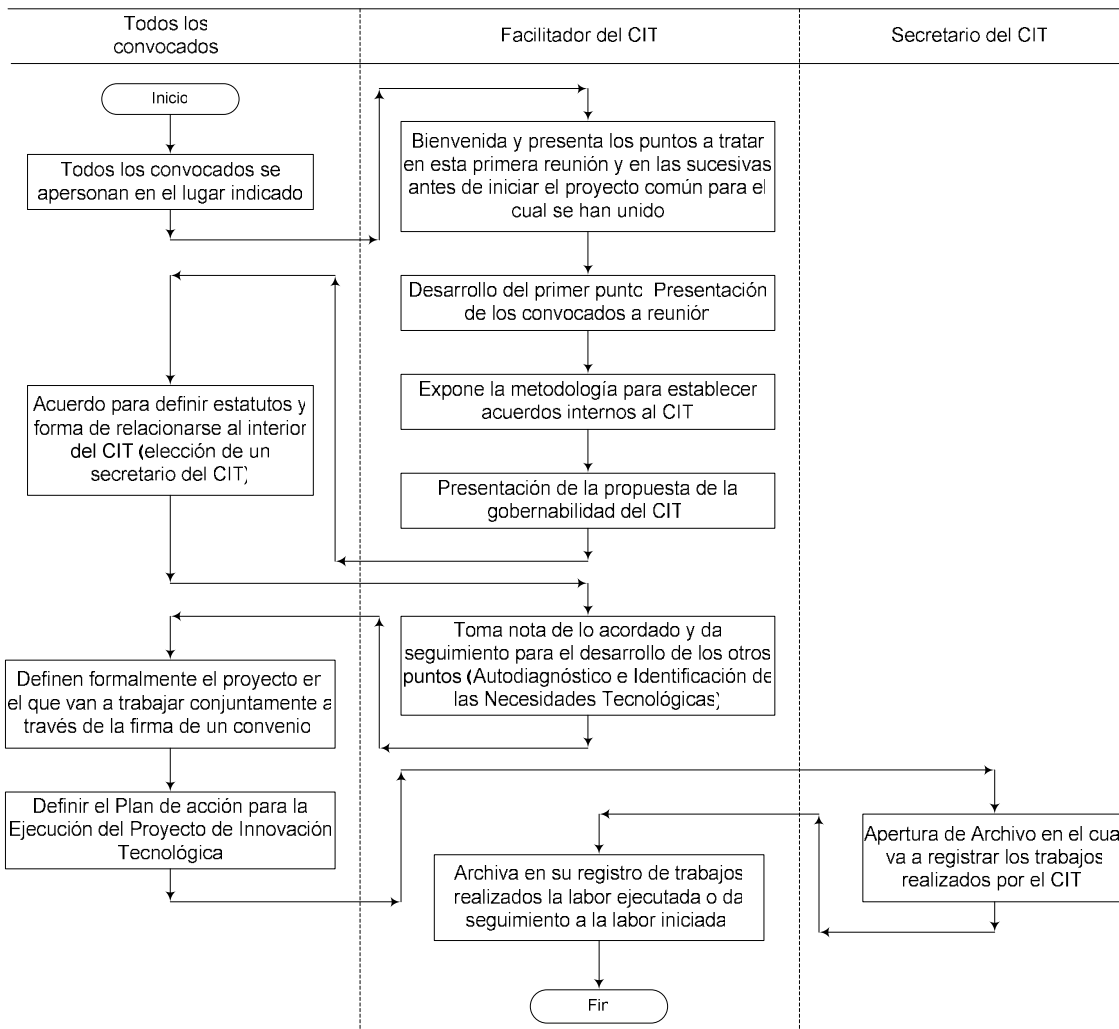 Todos los
convocados
Facilitador del CIT
Secretario del CIT
Inicio
Todos los convocados se
apersonan en el lugar indicado
Bienvenida y presenta los puntos a tratar
en esta primera reunión y en las sucesivas
antes de iniciar el proyecto común para el
cual se han unido
Desarrollo del primer punto Presentación
de los convocados a reunión
Expone la metodología para establecer
acuerdos internos al CIT
Presentación de la propuesta de la
gobernabilidad del CIT
Acuerdo para definir estatutos y
forma de relacionarse al interior
del CIT (elección de un
secretario del CIT)
Toma nota de lo acordado y da
seguimiento para el desarrollo de los otros
puntos (Autodiagnóstico e Identificación de
las Necesidades Tecnológicas)
Definen formalmente el proyecto en
el que van a trabajar conjuntamente a
través de la firma de un convenio
Definir el Plan de acción para la
Ejecución del Proyecto de Innovación
Tecnológica
Apertura de Archivo en el cual
va a registrar los trabajos
realizados por el CIT
Archiva en su registro de trabajos
realizados la labor ejecutada o da
seguimiento a la labor iniciada
Fin